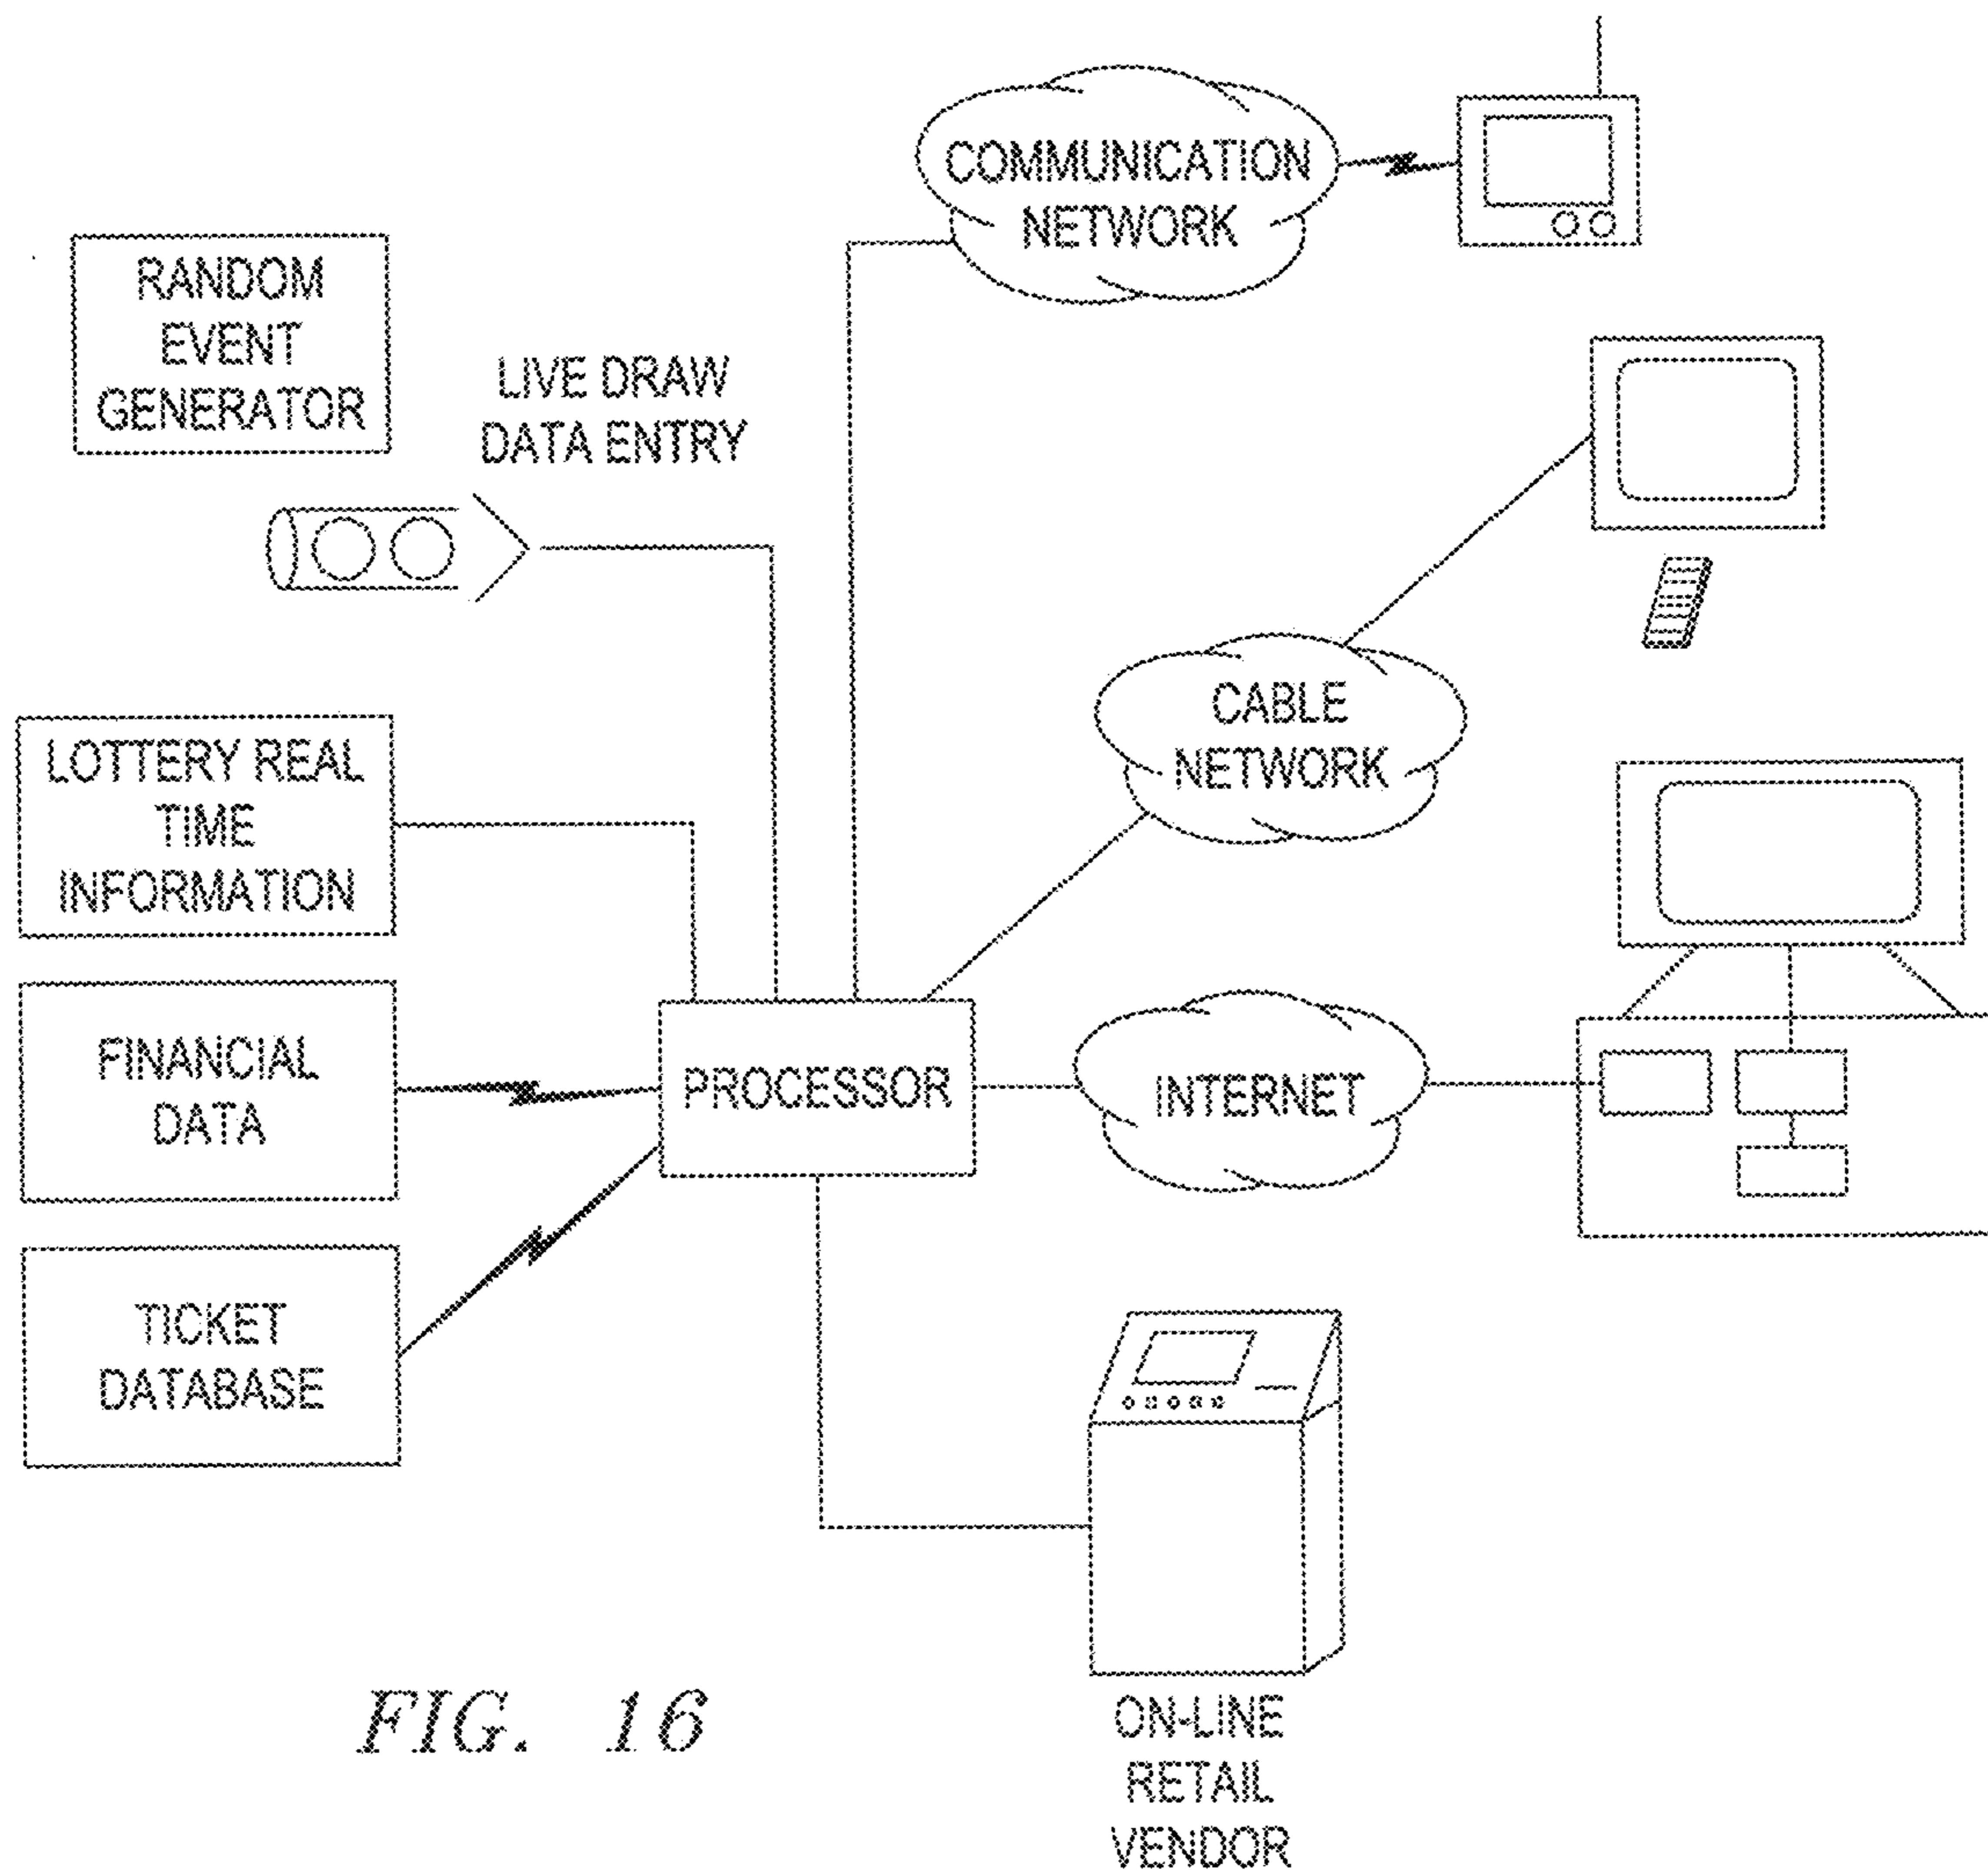 COMMUNICATION
NETWORK
RANDOM
EVENT
GENERATOR
LIVE DRAW
DATA ENTRY
CABLE
NETWORK
LOTTERY REAL
TIME
INFORMATION
FINANCIAL
DATA
PROCESSOR
INTERNET
TICKET
DATABASE
ON-LINE
RETAIL
VENDOR
FIG. 16